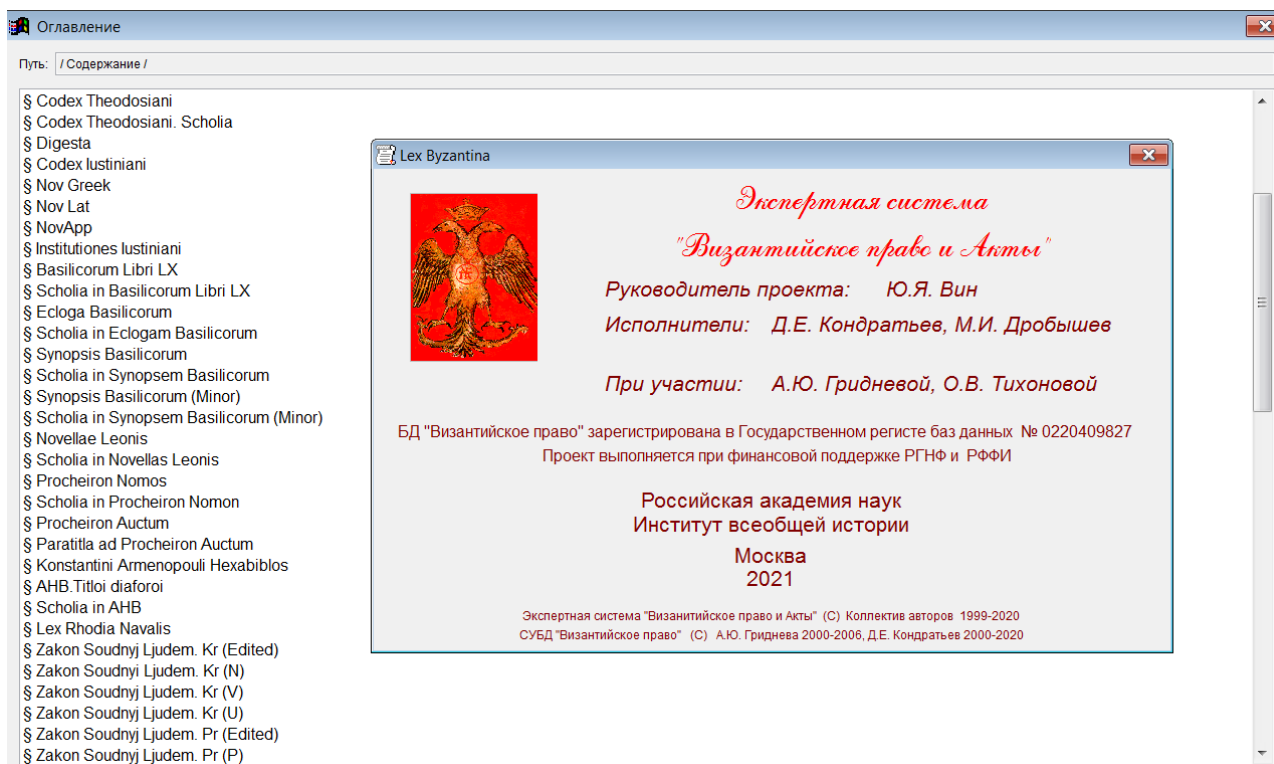 Оглавление
Путь: / Содержание /
§ Codex Theodosiani
§ Codex Theodosiani. Scholia
§ Digesta
§ Codex Iustiniani
§ Nov Greek
§ Nov Lat
§ NovApp
§ Institutiones Iustiniani
§ Basilicorum Libri LX
§ Scholia in Basilicorum Libri LX
§ Ecloga Basilicorum
§ Scholia in Eclogam Basilicorum
§ Synopsis Basilicorum
§ Scholia in Synopsem Basilicorum
§ Synopsis Basilicorum (Minor)
§ Scholia in Synopsem Basilicorum (Minor)
§ Novellae Leonis
§ Scholia in Novellas Leonis
§ Procheiron Nomos
§ Scholia in Procheiron Nomon
§ Procheiron Auctum
§ Paratitla ad Procheiron Auctum
§ Konstantini Armenopouli Hexabiblos
§ AHB.Titloi diaforoi
§ Scholia in AHB
§ Lex Rhodia Navalis
§ Zakon Soudnyj Ljudem. Kr (Edited)
§ Zakon Soudnyi Ljudem. Kr (N)
§ Zakon Soudnyj Ljudem. Kr (V)
§ Zakon Soudnyj Ljudem. Kr (U)
§ Zakon Soudnyj Ljudem. Pr (Edited)
§ Zakon Soudnyj Ljudem. Pr (P)
Lex Byzantina
Экспертная система
"Византийское право и Акты"
Руководитель проекта: Ю.Я. Вин
Исполнители: Д.Е. Кондратьев, М.И. Дробышев
При участии: А.Ю. Гридневой, О.В. Тихоновой
БД "Византийское право" зарегистрирована в Государственном регисте баз данных № 0220409827
Проект выполняется при финансовой поддержке РГНФ и РФФИ
Российская академия наук
Институт всеобщей истории
Москва
2021
Экспертная система "Византийское право и Акты" (С) Коллектив авторов 1999-2020
СУБД "Византийское право" (С) А.Ю. Гриднева 2000-2006, Д.Е. Кондратьев 2000-2020